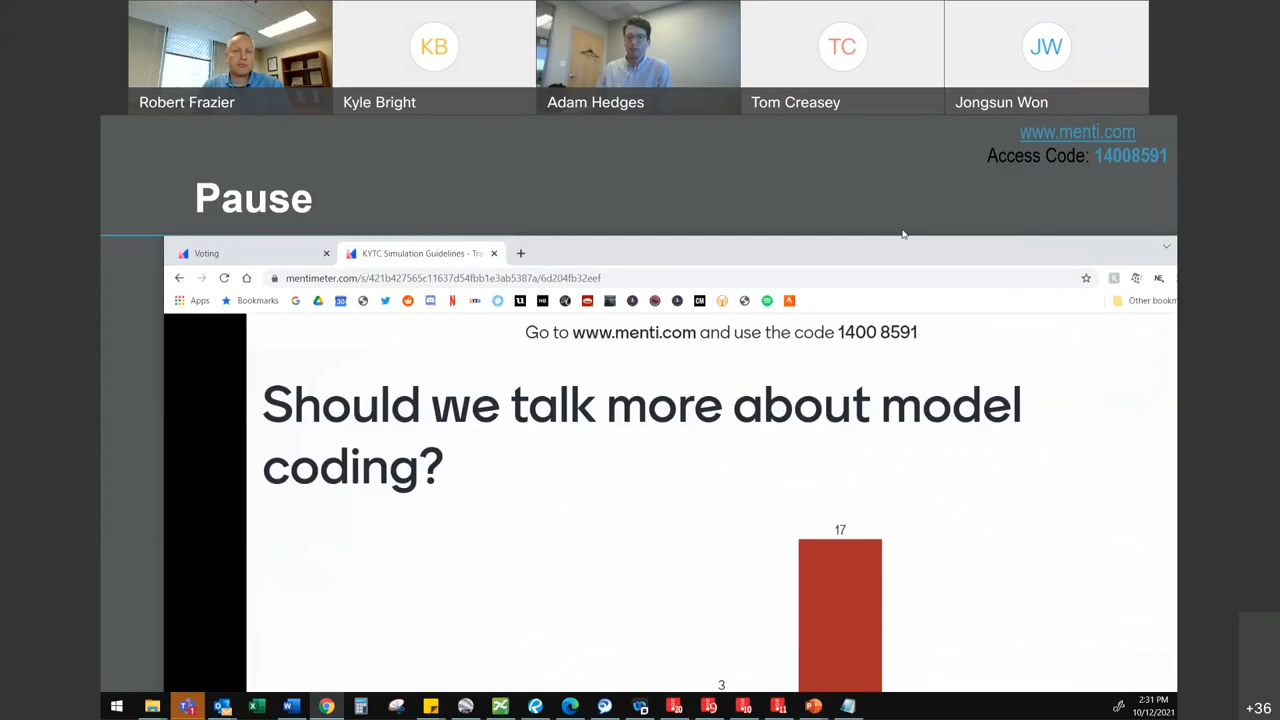 KB
TC
JW
Robert Frazier
Kyle Bright
Adam Hedges
Tom Creasey
Jongsun Won
www.menti.com
Access Code: 14008591
Pause
Voting
KYTC Simulation Guidelines - Tra
mentimeter.com/s/421b427565c11637d54fbb1e3ab5387a/6d204fb32eef
Apps
Bookmarks
Other bookm
Go to www.menti.com and use the code 1400 8591
Should we talk more about model
coding?
17
3
2:31 PM
10/12/2021
+36